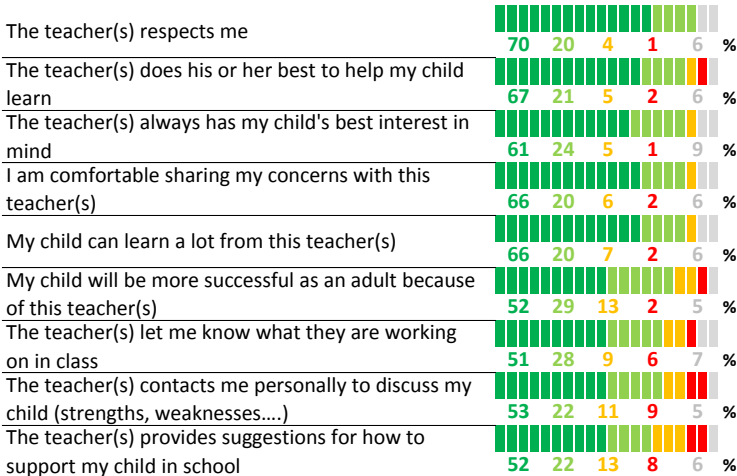 The teacher(s) respects me
70 20 4 1 6 %
The teacher(s) does his or her best to help my child
learn
67 21 5 2 6 %
The teacher(s) always has my child's best interest in
mind
61 24 5 1 9 %
I am comfortable sharing my concerns with this
teacher(s)
66 20 6 2 6 %
My child can learn a lot from this teacher(s)
66 20 7 2 6 %
My child will be more successful as an adult because
of this teacher(s)
52 29 13 2 5 %
The teacher(s) let me know what they are working
on in class
51 28 9 6 7 %
The teacher(s) contacts me personally to discuss my
child (strengths, weaknesses....)
53 22 11 9 5 %
The teacher(s) provides suggestions for how to
support my child in school
52 22 13 8 6 %